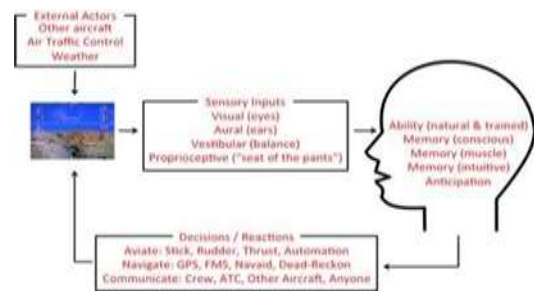 External Actors
Other aircraft
Air Traffic Control
Weather
Sensory Inputs
Visual (eyes)
Aural (ears)
Vestibular (balance)
Proprioceptive ("seat of the pants")
Ability (natural & trained)
Memory (conscious)
Memory (muscle)
Memory (intuitive)
Anticipation
Decisions / Reactions
Aviate: Stick, Rudder, Thrust, Automation
Navigate: GPS, FMS, Navaid, Dead-Reckon
Communicate: Crew, ATC, Other Aircraft, Anyone